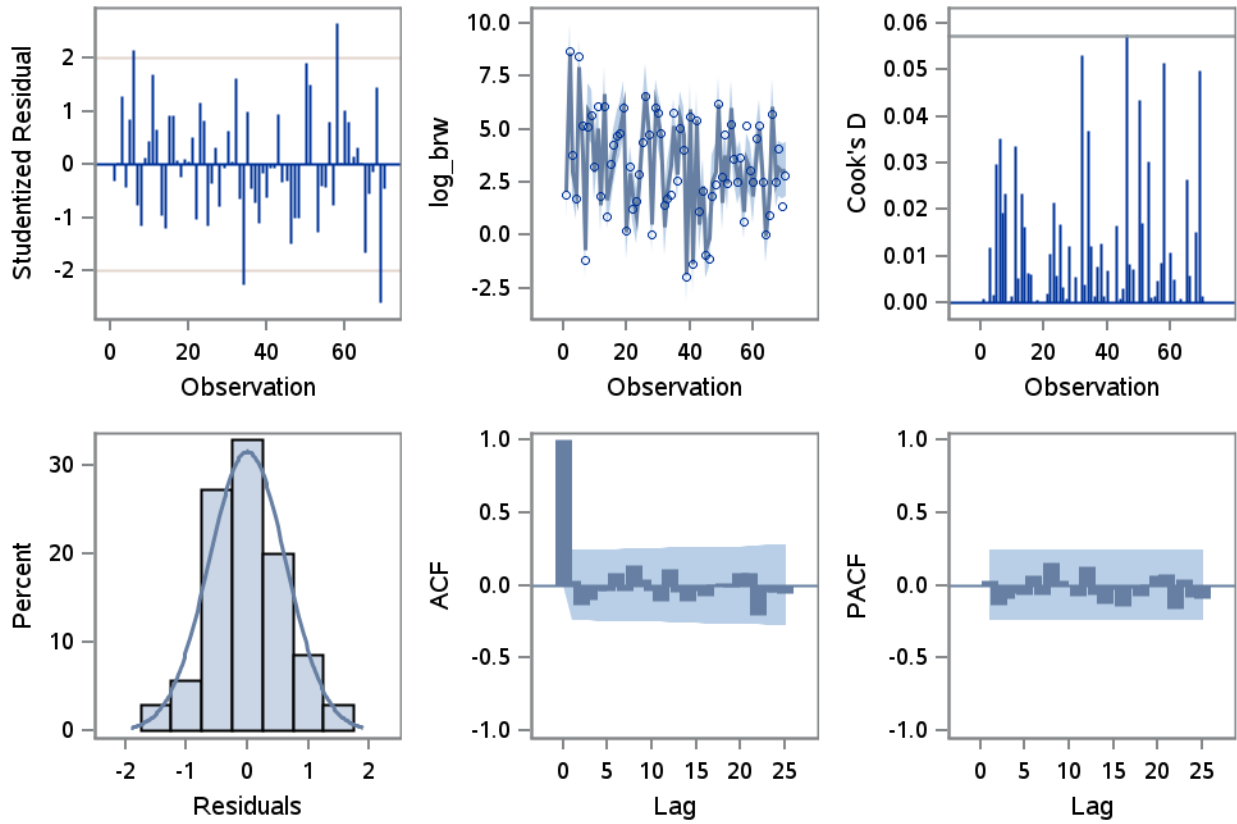 Studentized Residual
2
1
0
-1
-2
0 20 40 60
Observation
log_brw
10.0
7.5
5.0
2.5
0.0
-2.5
0 20 40 60
Observation
Cook's D
0.06
0.05
0.04
0.03
0.02
0.01
0.00
0 20 40 60
Observation
Percent
30
20
10
0
-2 -1 0 1 2
Residuals
ACF
1.0
0.5
0.0
-0.5
-1.0
0 5 10 15 20 25
Lag
PACF
1.0
0.5
0.0
-0.5
-1.0
0 5 10 15 20 25
Lag